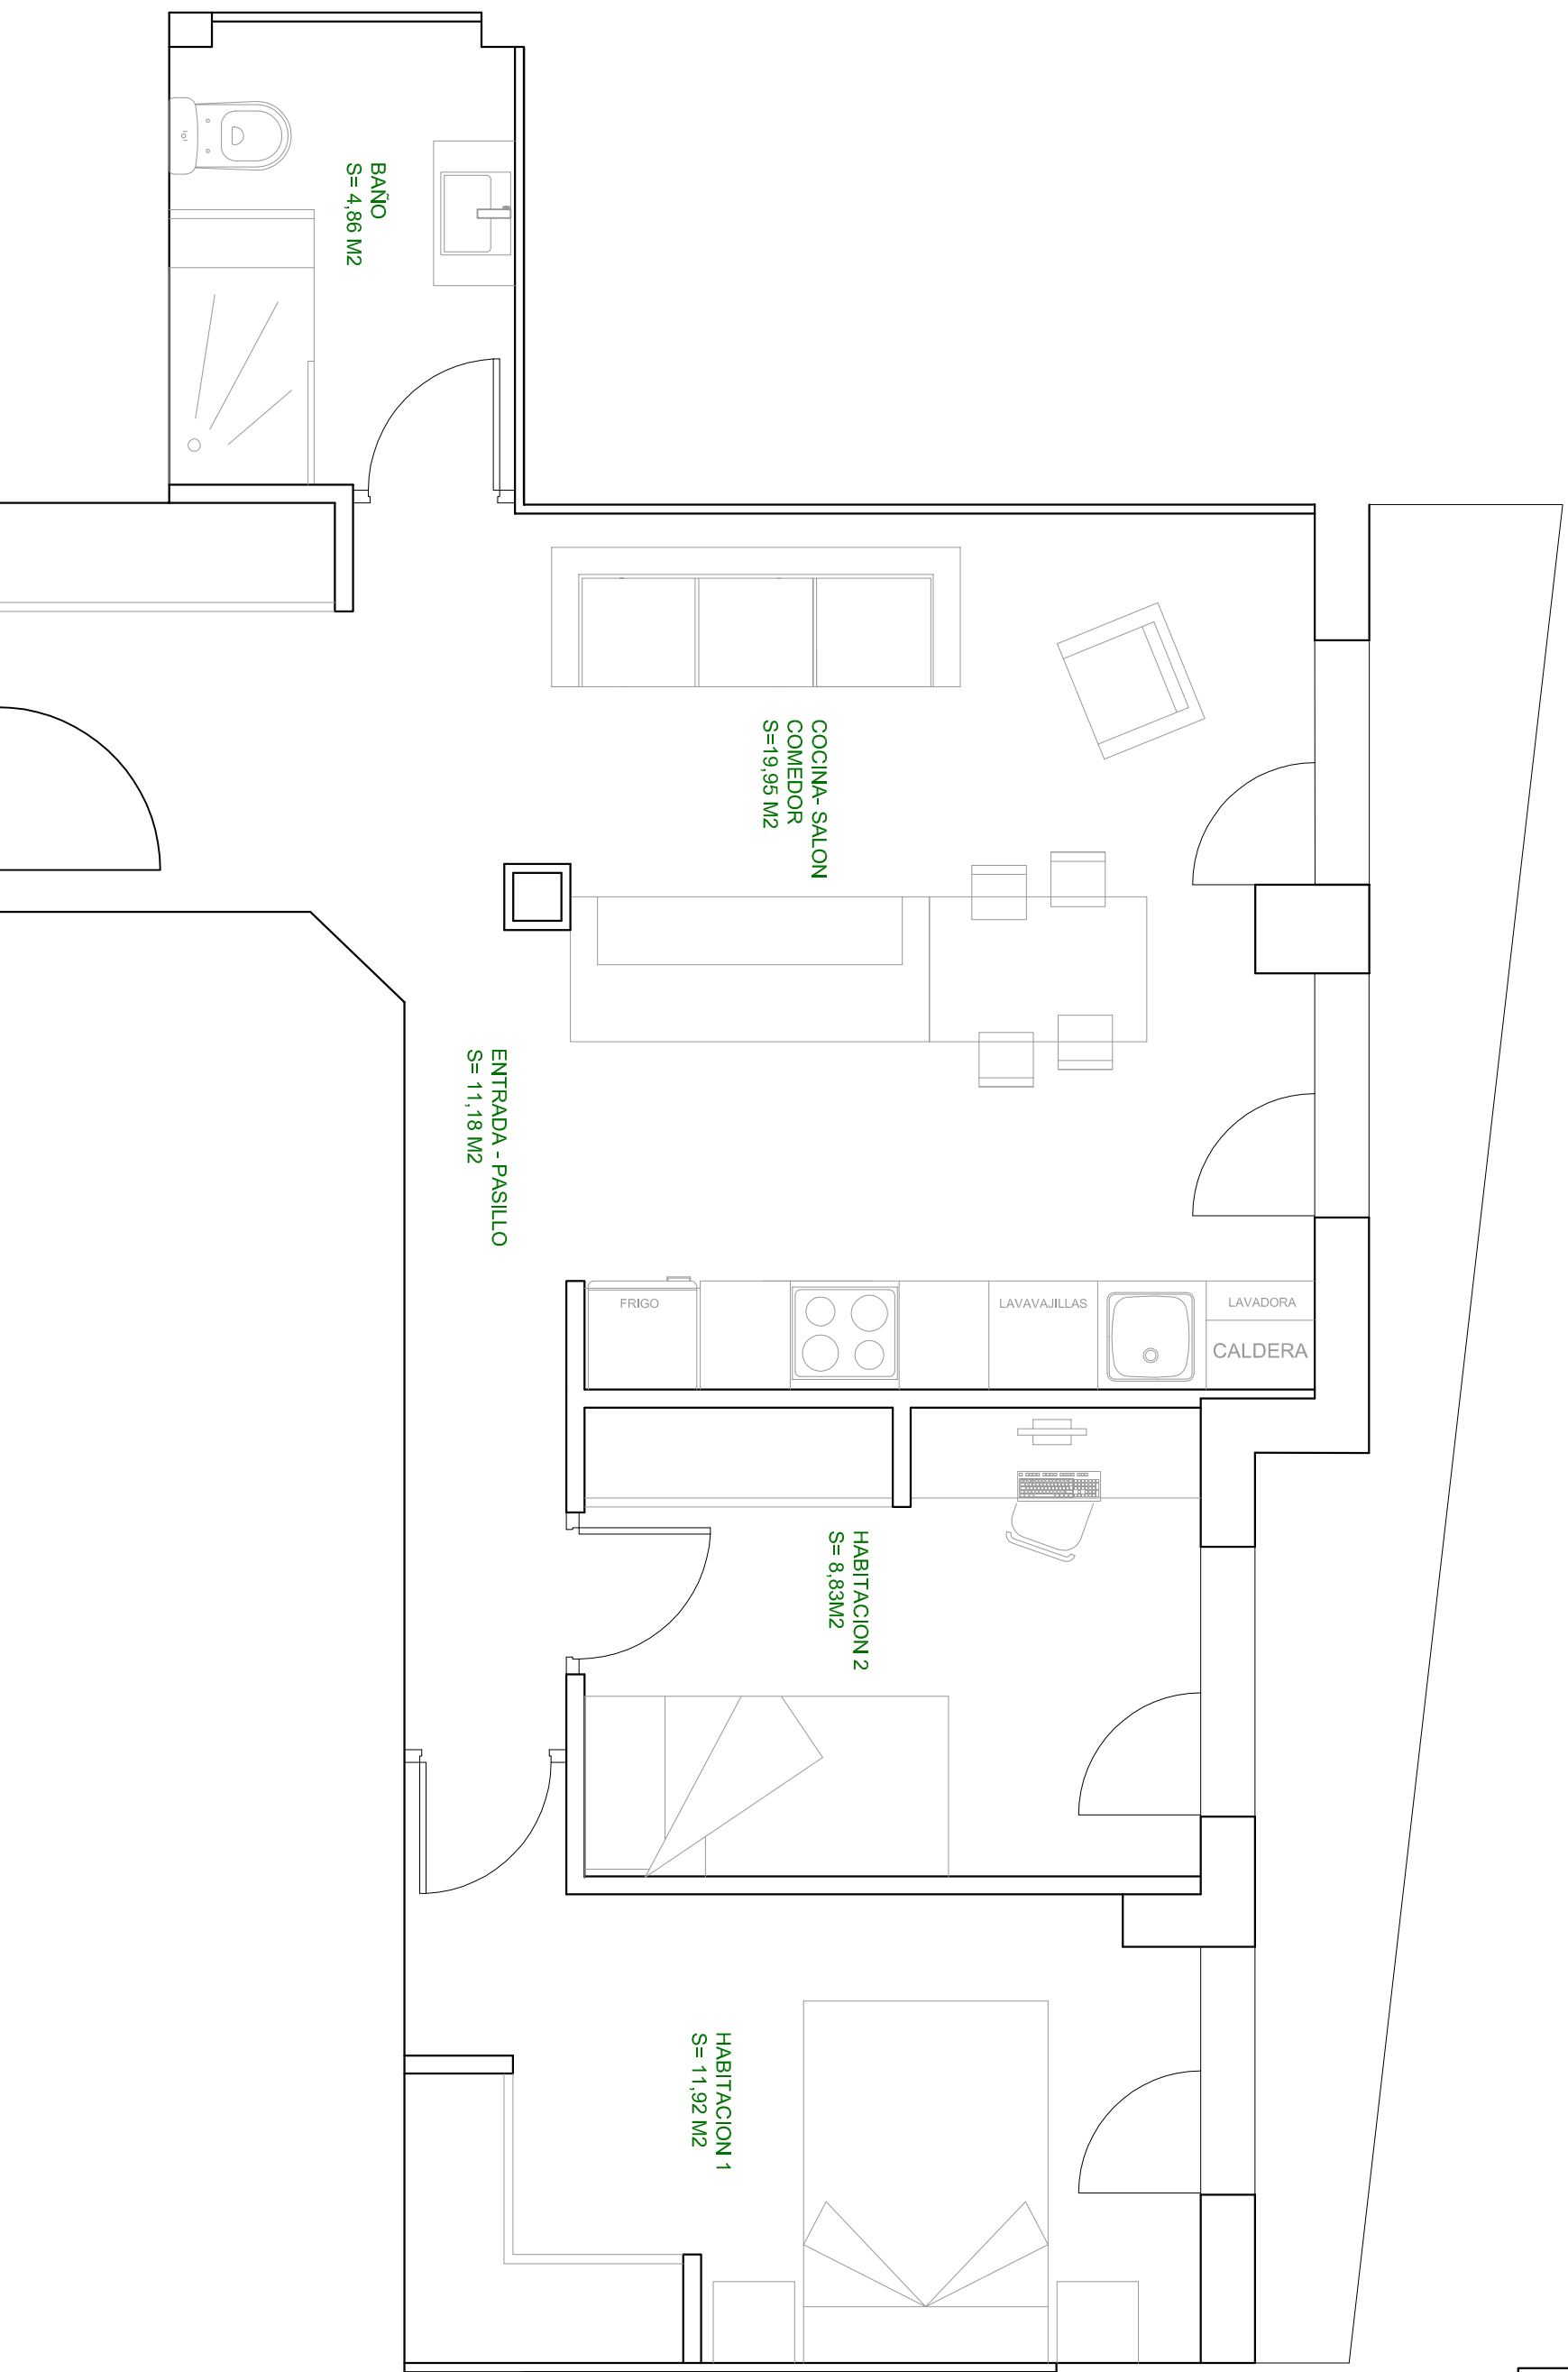 BAÑO
S= 4,86 M2
COCINA- SALON
COMEDOR
S=19,95 M2
ENTRADA - PASILLO
S= 11,18 M2
FRIGO
LAVAVAJILLAS
LAVADORA
CALDERA
HABITACION 2
S= 8,83M2
HABITACION 1
S= 11,92 M2